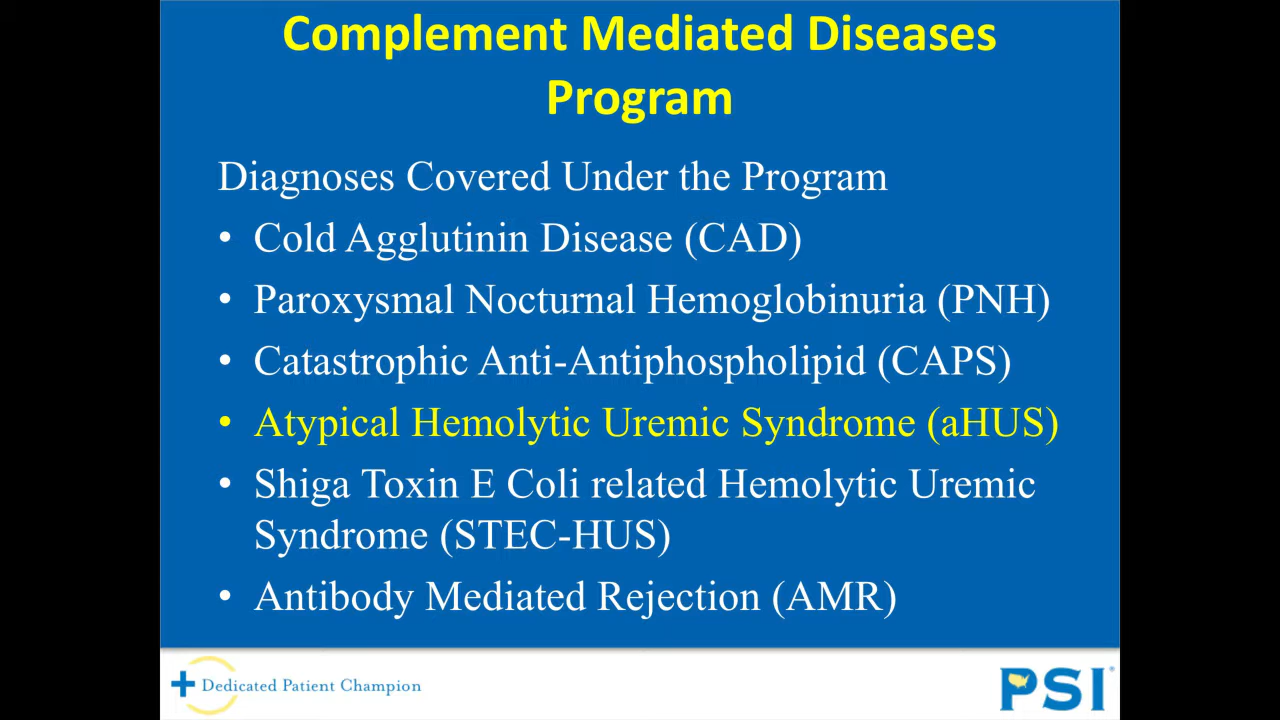 Complement Mediated Diseases
Program
Diagnoses Covered Under the Program
• Cold Agglutinin Disease (CAD)
• Paroxysmal Nocturnal Hemoglobinuria (PNH)
• Catastrophic Anti-Antiphospholipid (CAPS)
• Atypical Hemolytic Uremic Syndrome (aHUS)
• Shiga Toxin E Coli related Hemolytic Uremic
Syndrome (STEC-HUS)
• Antibody Mediated Rejection (AMR)
Dedicated Patient Champion
PSI®